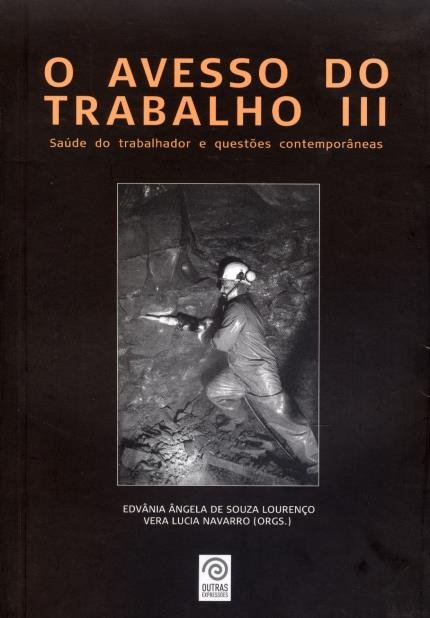 O AVESSO DO
TRABALHO III
Saúde do trabalhador e questões contemporâneas
EDVÂNIA ÂNGELA DE SOUZA LOURENÇO
VERA LUCIA NAVARRO (ORGS.)
OUTRAS
EXPRESSÕES